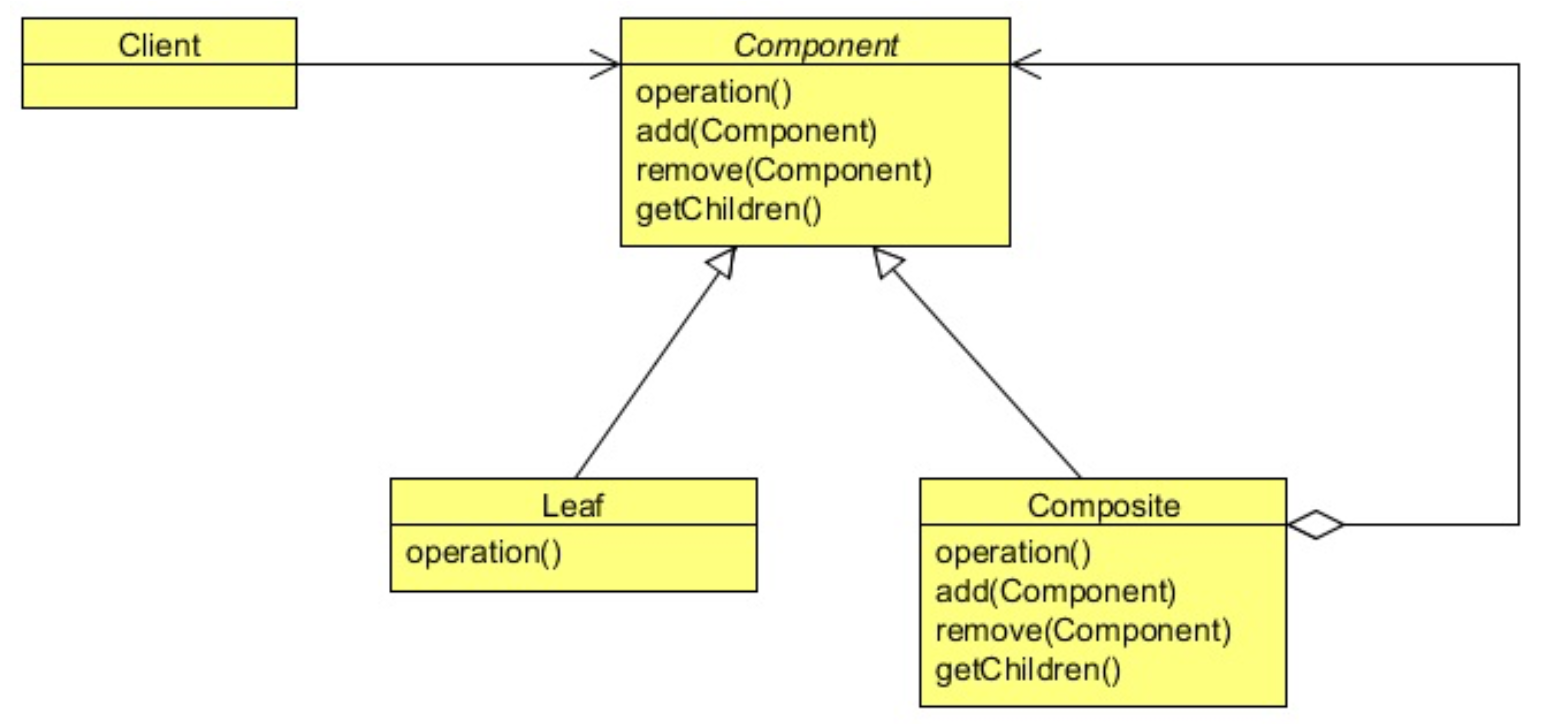 Client
Component
operation()
add(Component)
remove(Component)
getChildren()
Leaf
operation()
Composite
operation()
add(Component)
remove(Component)
getChildren()